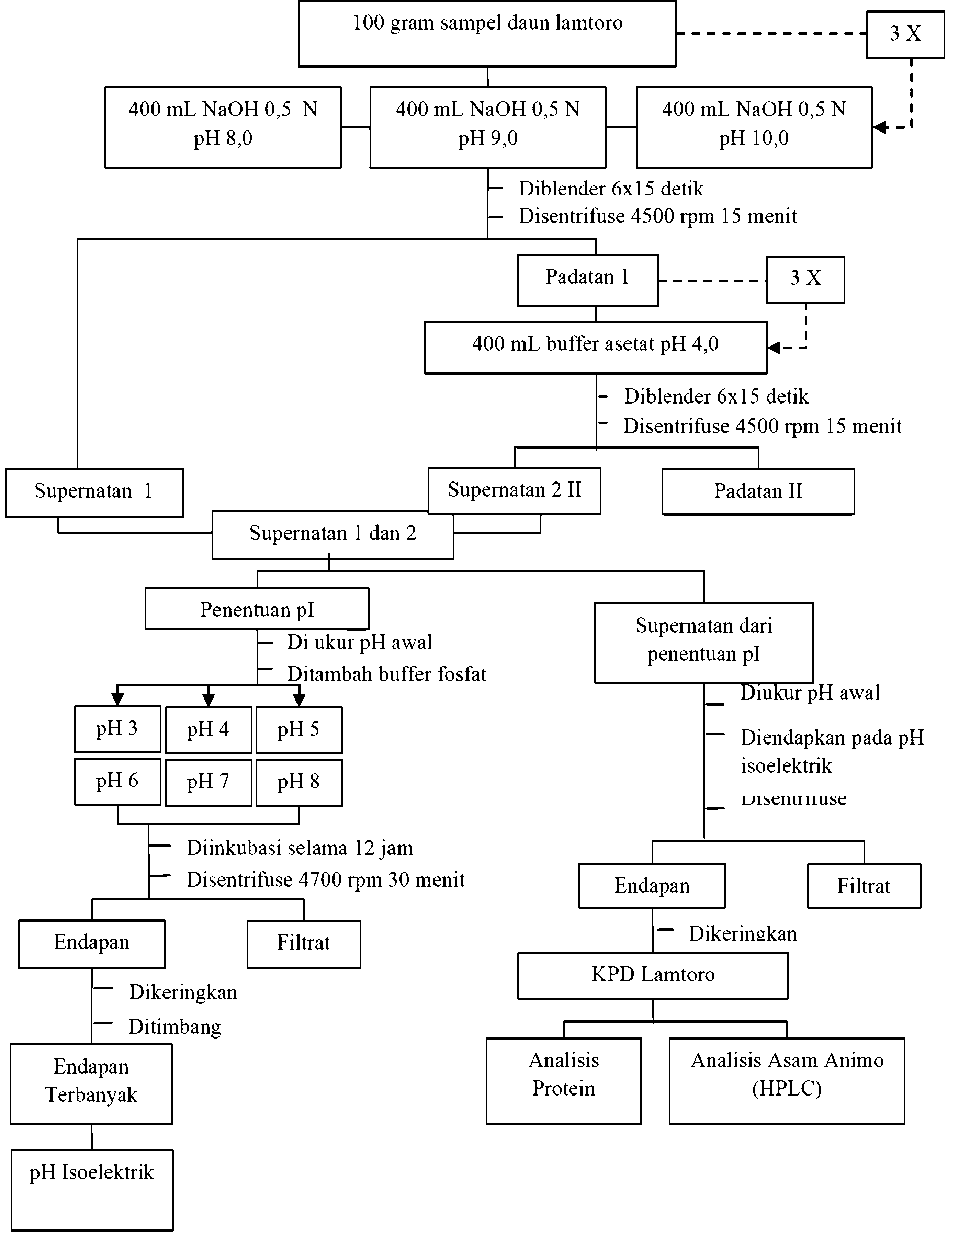 100 gram sampel daun lamtoro
3 X
400 mL NaOH 0,5 N
pH 8,0
400 mL NaOH 0,5 N
pH 9,0
400 mL NaOH 0,5 N
pH 10,0
Diblender 6x15 detik
Disentrifuse 4500 rpm 15 menit
Padatan 1
3 X
400 mL buffer asetat pH 4,0
Diblender 6x15 detik
Disentrifuse 4500 rpm 15 menit
Supernatan 1
Supernatan 2 II
Padatan II
Supernatan 1 dan 2
Penentuan pI
Di ukur pH awal
Ditambah buffer fosfat
pH 3
pH 4
pH 5
pH 6
pH 7
pH 8
Diinkubasi selama 12 jam
Disentrifuse 4700 rpm 30 menit
Endapan
Filtrat
Dikeringkan
Ditimbang
Endapan
Terbanyak
pH Isoelektrik
Supernatan dari
penentuan pI
Diukur pH awal
Diendapkan pada pH
isoelektrik
Disentrifuse
Endapan
Filtrat
Dikeringkan
KPD Lamtoro
Analisis
Protein
Analisis Asam Animo
(HPLC)